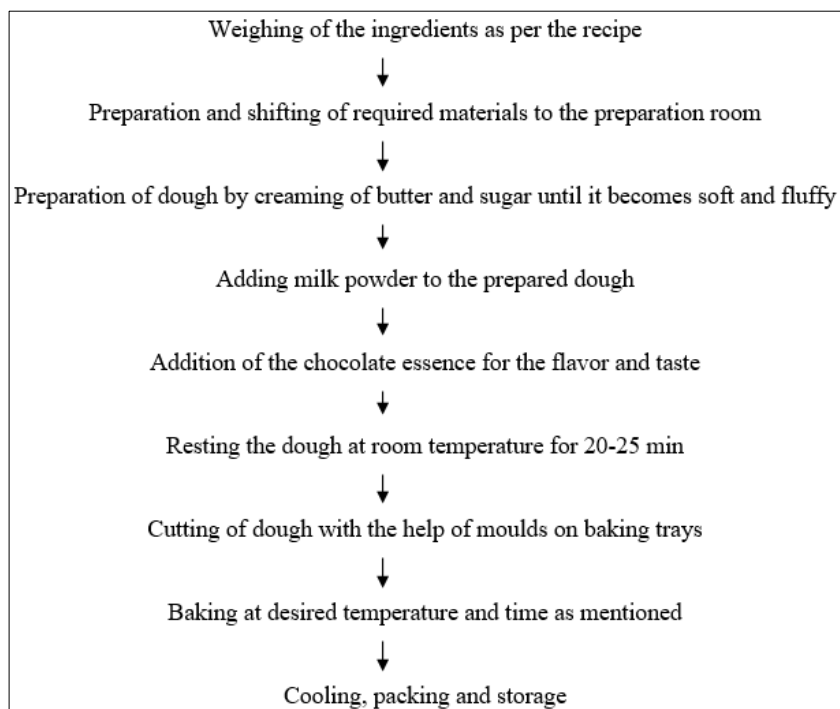 Weighing of the ingredients as per the recipe
Preparation and shifting of required materials to the preparation room
Preparation of dough by creaming of butter and sugar until it becomes soft and fluffy
Adding milk powder to the prepared dough
Addition of the chocolate essence for the flavor and taste
Resting the dough at room temperature for 20-25 min
Cutting of dough with the help of moulds on baking trays
Baking at desired temperature and time as mentioned
Cooling, packing and storage